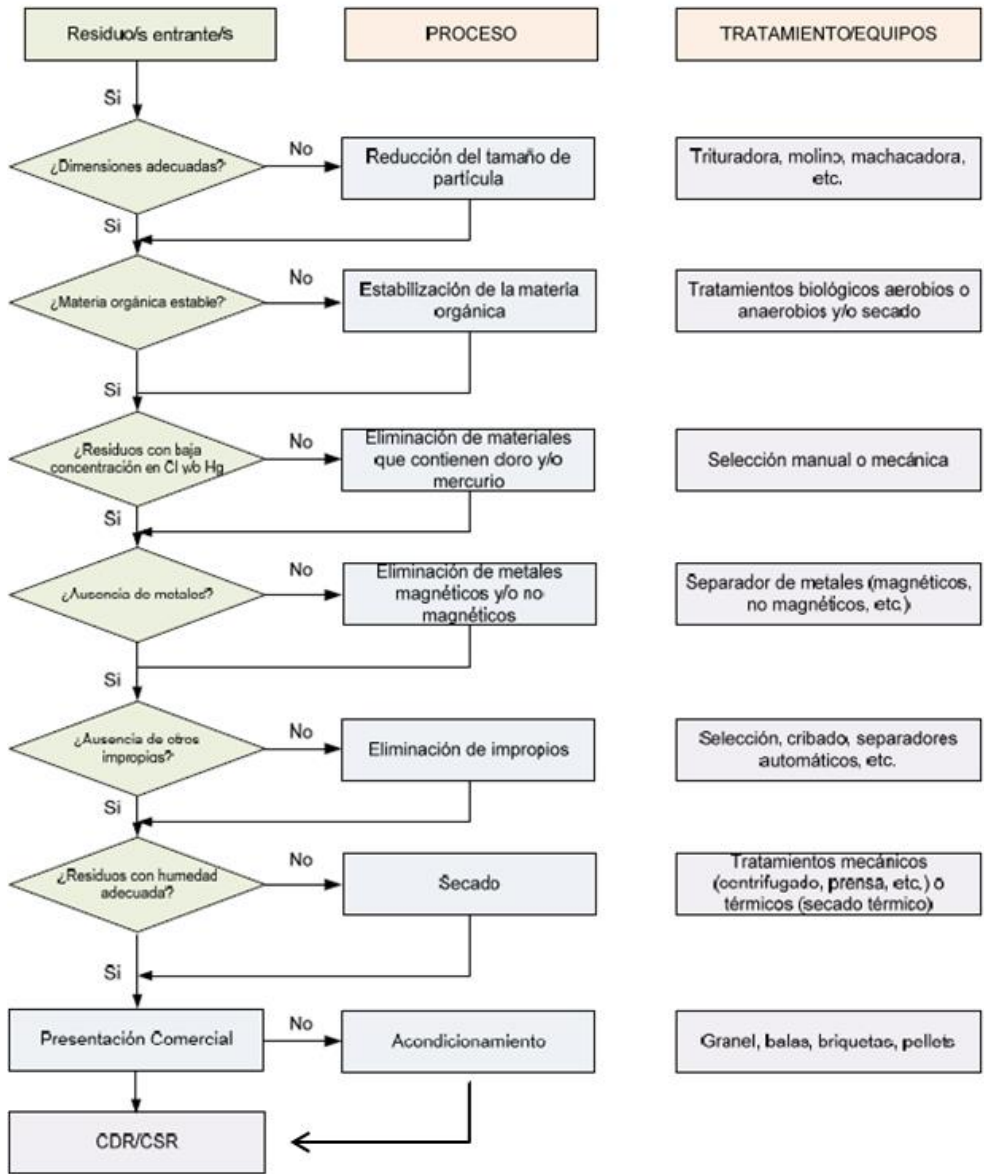 Residuo/s entrante/s
PROCESO
TRATAMIENTO/EQUIPOS
Si
¿Dimensiones adecuadas?
No
Reducción del tamaño de
partícula
Trituradora, molino, machacadora,
etc.
Si
¿Materia orgánica estable?
No
Estabilización de la materia
orgánica
Tratamientos biológicos aerobios o
anaerobios y/o secado
Si
¿Residuos con baja
concentración en Cl y/o Hg
No
Eliminación de materiales
que contienen cloro y/o
mercurio
Selección manual o mecánica
Si
¿Ausencia de metales?
No
Eliminación de metales
magnéticos y/o no
magnéticos
Separador de metales (magnéticos,
no magnéticos, etc.)
Si
¿Ausencia de otros
impropios?
No
Eliminación de impropios
Selección, cribado, separadores
automáticos, etc.
Si
¿Residuos con humedad
adecuada?
No
Secado
Tratamientos mecánicos
(centrifugado, prensa, etc.) o
térmicos (secado térmico)
Si
Presentación Comercial
No
Acondicionamiento
Granel, balas, briquetas, pellets
CDR/CSR